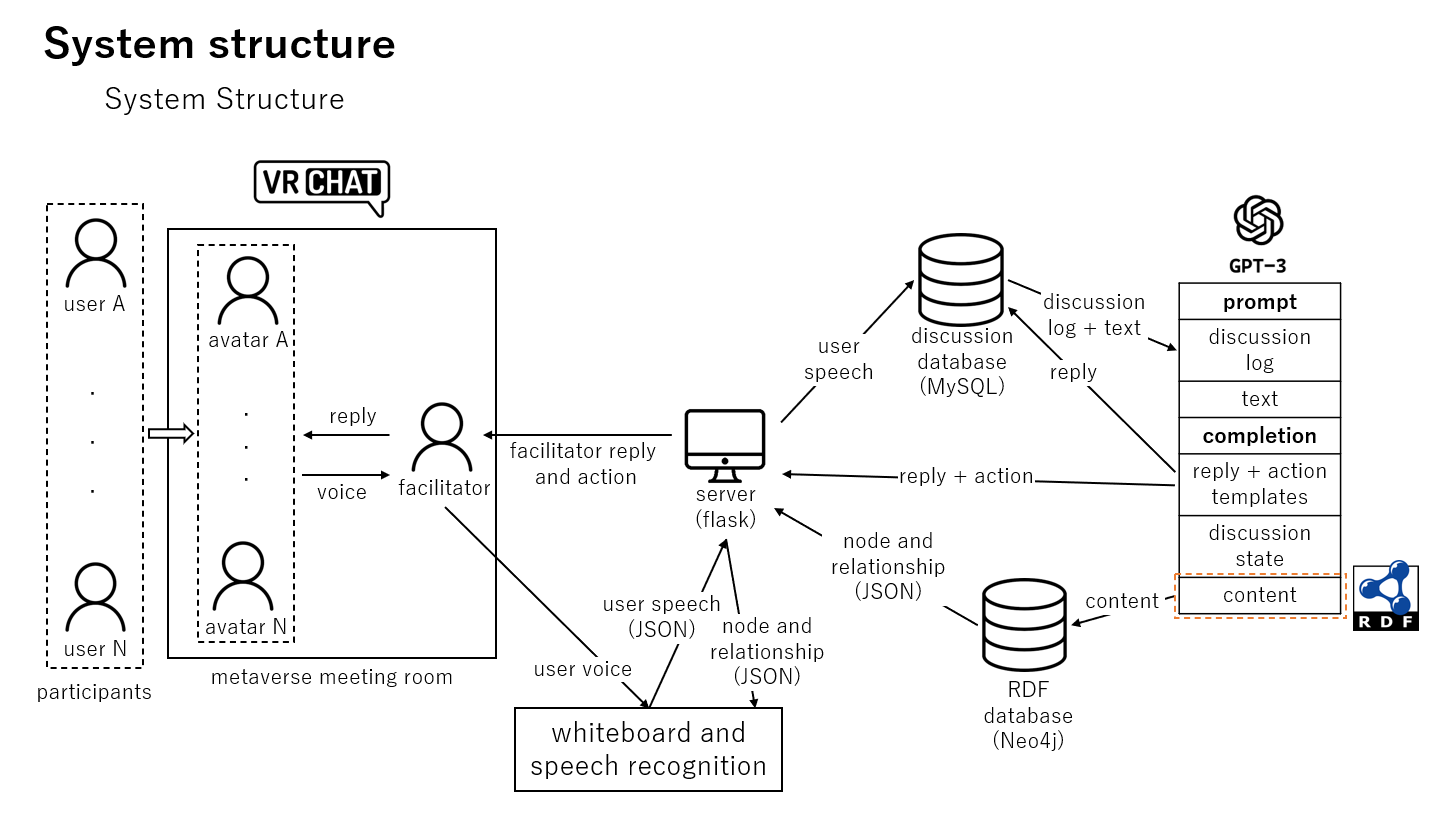 System structure
System Structure
VR CHAT
user A
user N
participants
avatar A
avatar N
metaverse meeting room
reply
voice
facilitator
facilitator reply
and action
server
(flask)
user voice
user speech
(JSON)
node and
relationship
(JSON)
whiteboard and
speech recognition
user
speech
discussion
database
(MySQL)
discussion
log + text
reply
reply + action
node and
relationship
(JSON)
RDF
database
(Neo4j)
content
GPT-3
prompt
discussion
log
text
completion
reply + action
templates
discussion
state
content
RDF